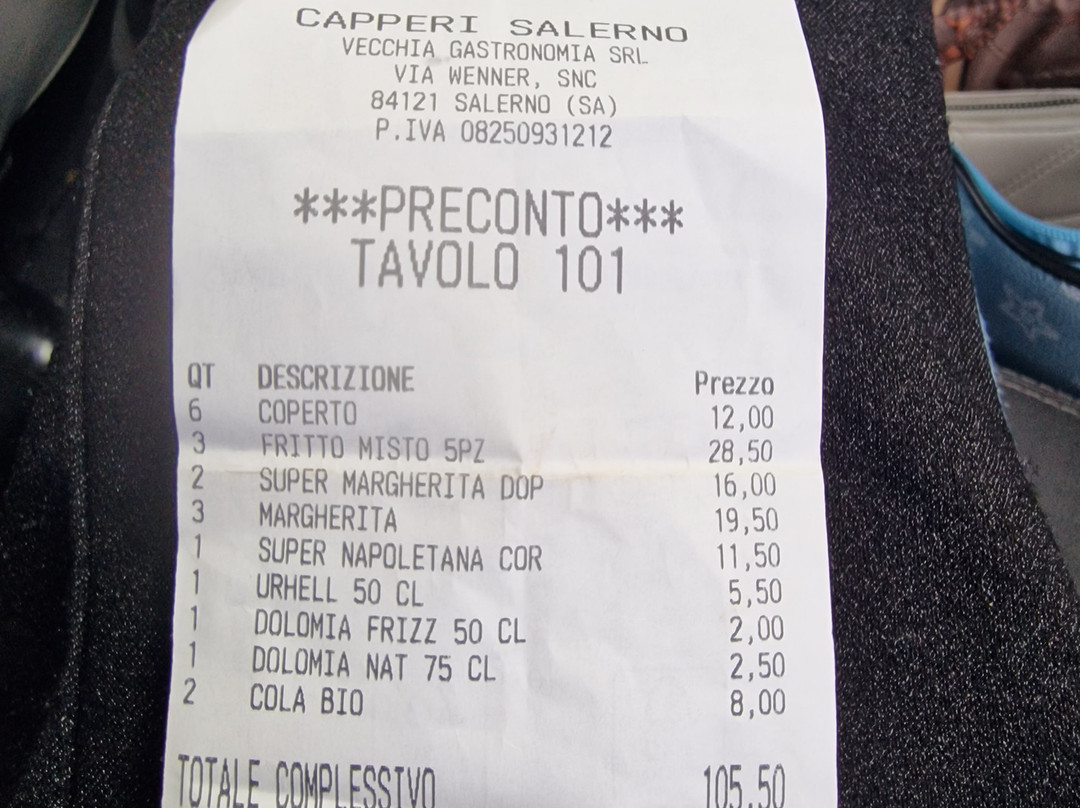 CAPPERI SALERNO
VECCHIA GASTRONOMIA SRL
VIA WENNER, SNC
84121 SALERNO (SA)
P.IVA 08250931212
***PRECONTO***
TAVOLO 101
QT DESCRIZIONE Prezzo
6 COPERTO 12,00
3 FRITTO MISTO 5PZ 28,50
2 SUPER MARGHERITA DOP 16,00
3 MARGHERITA 19,50
1 SUPER NAPOLETANA COR 11,50
1 URHELL 50 CL 5,50
1 DOLOMIA FRIZZ 50 CL 2,00
1 DOLOMIA NAT 75 CL 2,50
2 COLA BIO 8,00
TOTALE COMPLESSIVO 105,50